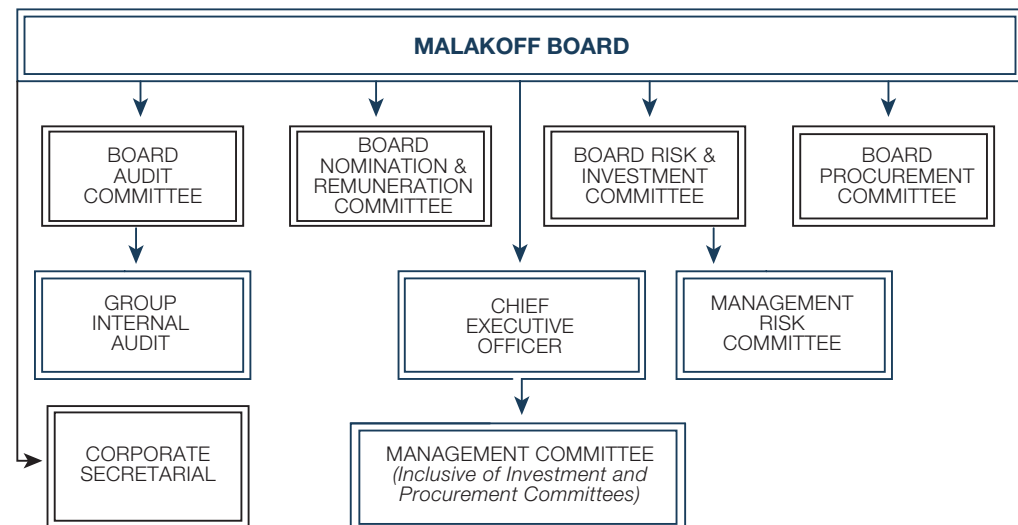 MALAKOFF BOARD
BOARD
AUDIT
COMMITTEE
BOARD
NOMINATION &
REMUNERATION
COMMITTEE
BOARD RISK &
INVESTMENT
COMMITTEE
BOARD
PROCUREMENT
COMMITTEE
GROUP
INTERNAL
AUDIT
CHIEF
EXECUTIVE
OFFICER
MANAGEMENT
RISK
COMMITTEE
CORPORATE
SECRETARIAL
MANAGEMENT COMMITTEE
(Inclusive of Investment and
Procurement Committees)